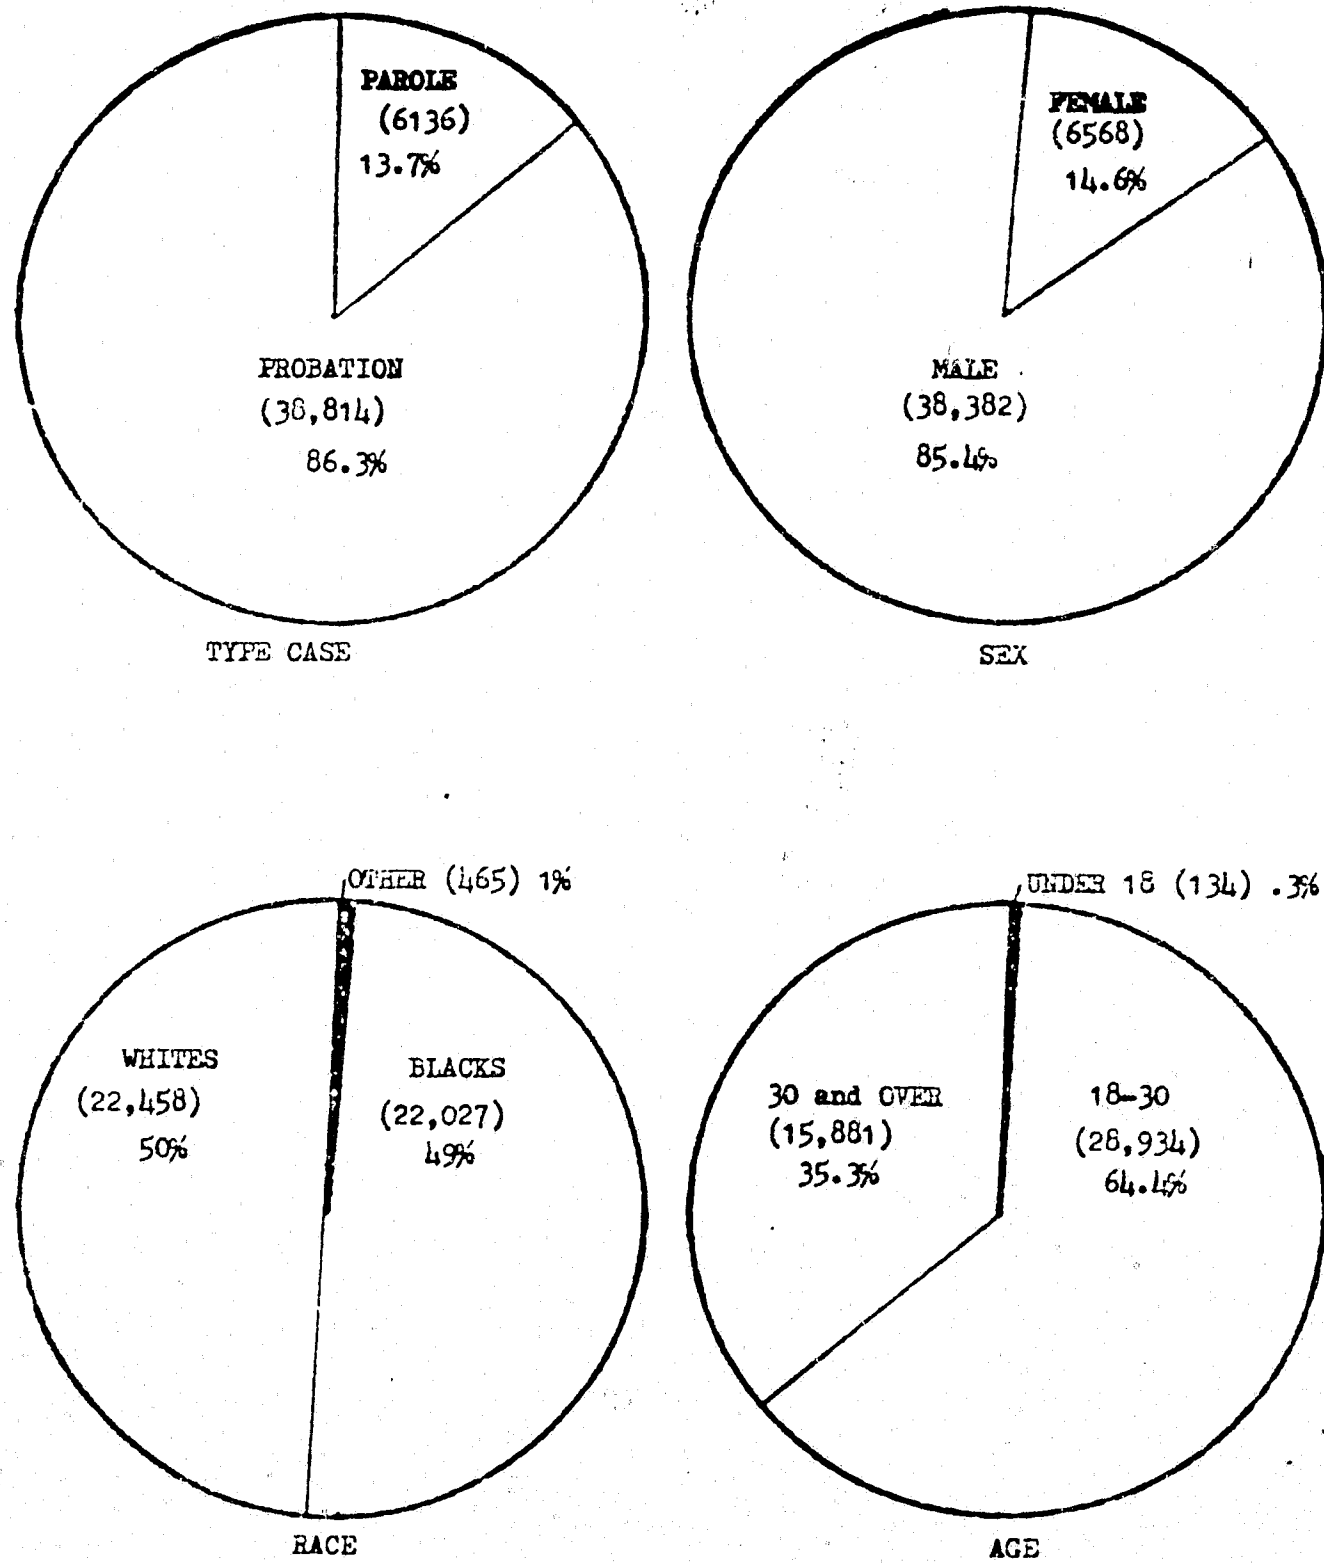 PAROLE
(6136)
13.7%
PROBATION
(38,814)
86.3%
TYPE CASE
FEMALE
(6568)
14.6%
MALE
(38,382)
85.4%
SEX
OTHER (465) 1%
WHITES
(22,458)
50%
BLACKS
(22,027)
49%
RACE
UNDER 18 (134) .3%
30 and OVER
(15,881)
35.3%
18-30
(28,934)
64.4%
AGE